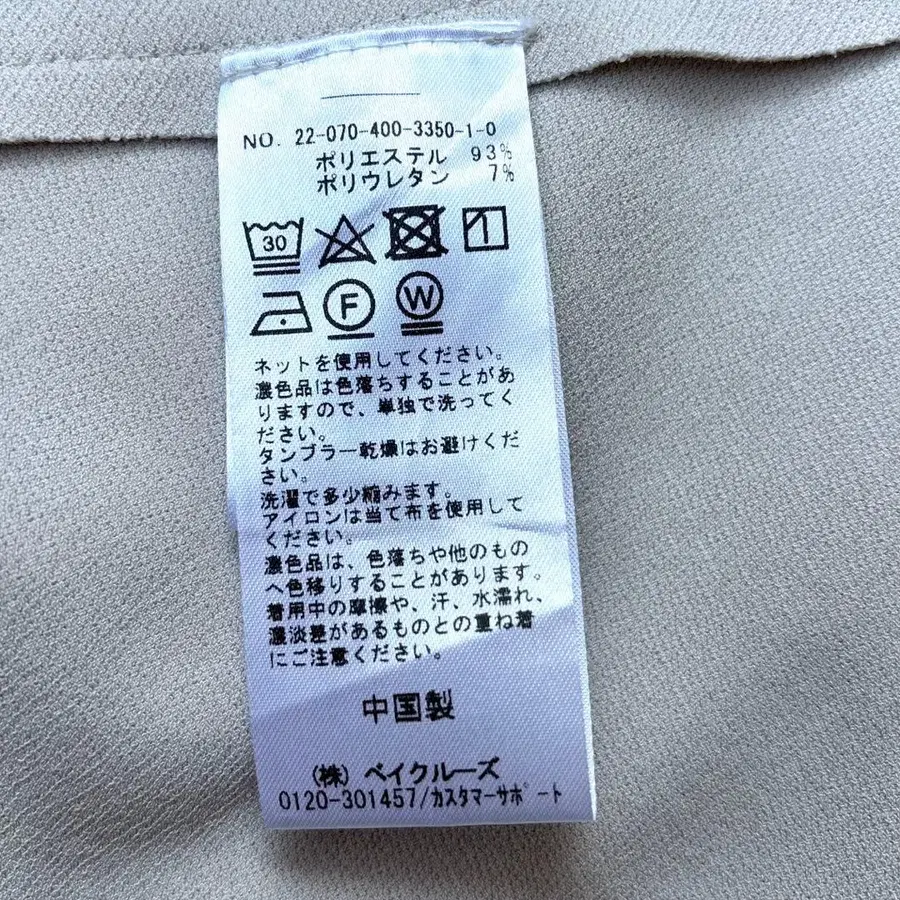 NO. 22-070-400-3350-1-0
ポリエステル 93%
ポリウレタン 7%
30
F
W
ネットを使用してください。
濃色品は色落ちすることがあ
りますので、単独で洗ってく
ださい。
タンブラー乾燥はお避けくだ
さい。
洗濯で多少縮みます。
アイロンは当て布を使用して
ください。
濃色品は、色落ちや他のもの
へ色移りすることがあります。
着用中の摩擦や、汗、水濡れ、
濃淡差があるものとの重ね着
にご注意ください。
中国製
(株) ベイクルーズ
0120-301457/カスタマーサポート